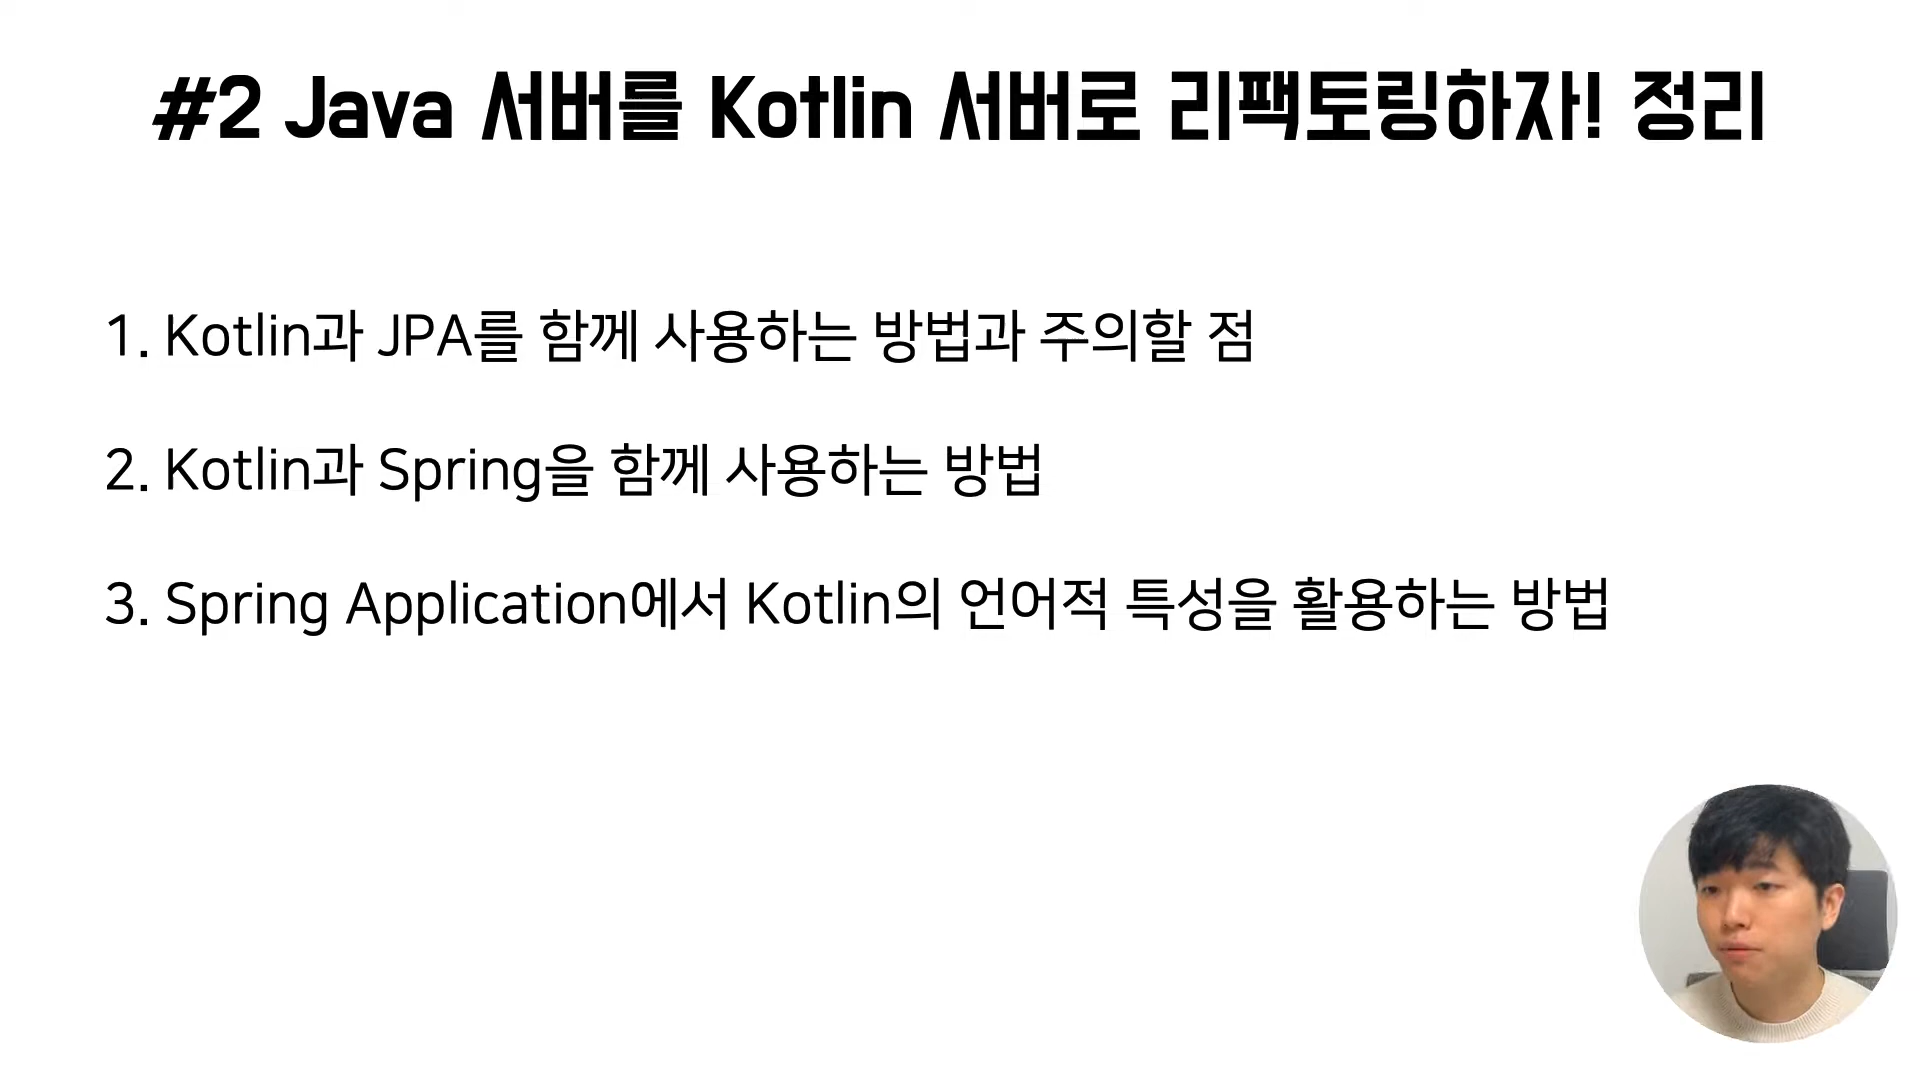 #2 Java 서버를 Kotlin 서버로 리팩토링하자! 정리
1. Kotlin과 JPA를 함께 사용하는 방법과 주의할 점
2. Kotlin과 Spring을 함께 사용하는 방법
3. Spring Application에서 Kotlin의 언어적 특성을 활용하는 방법